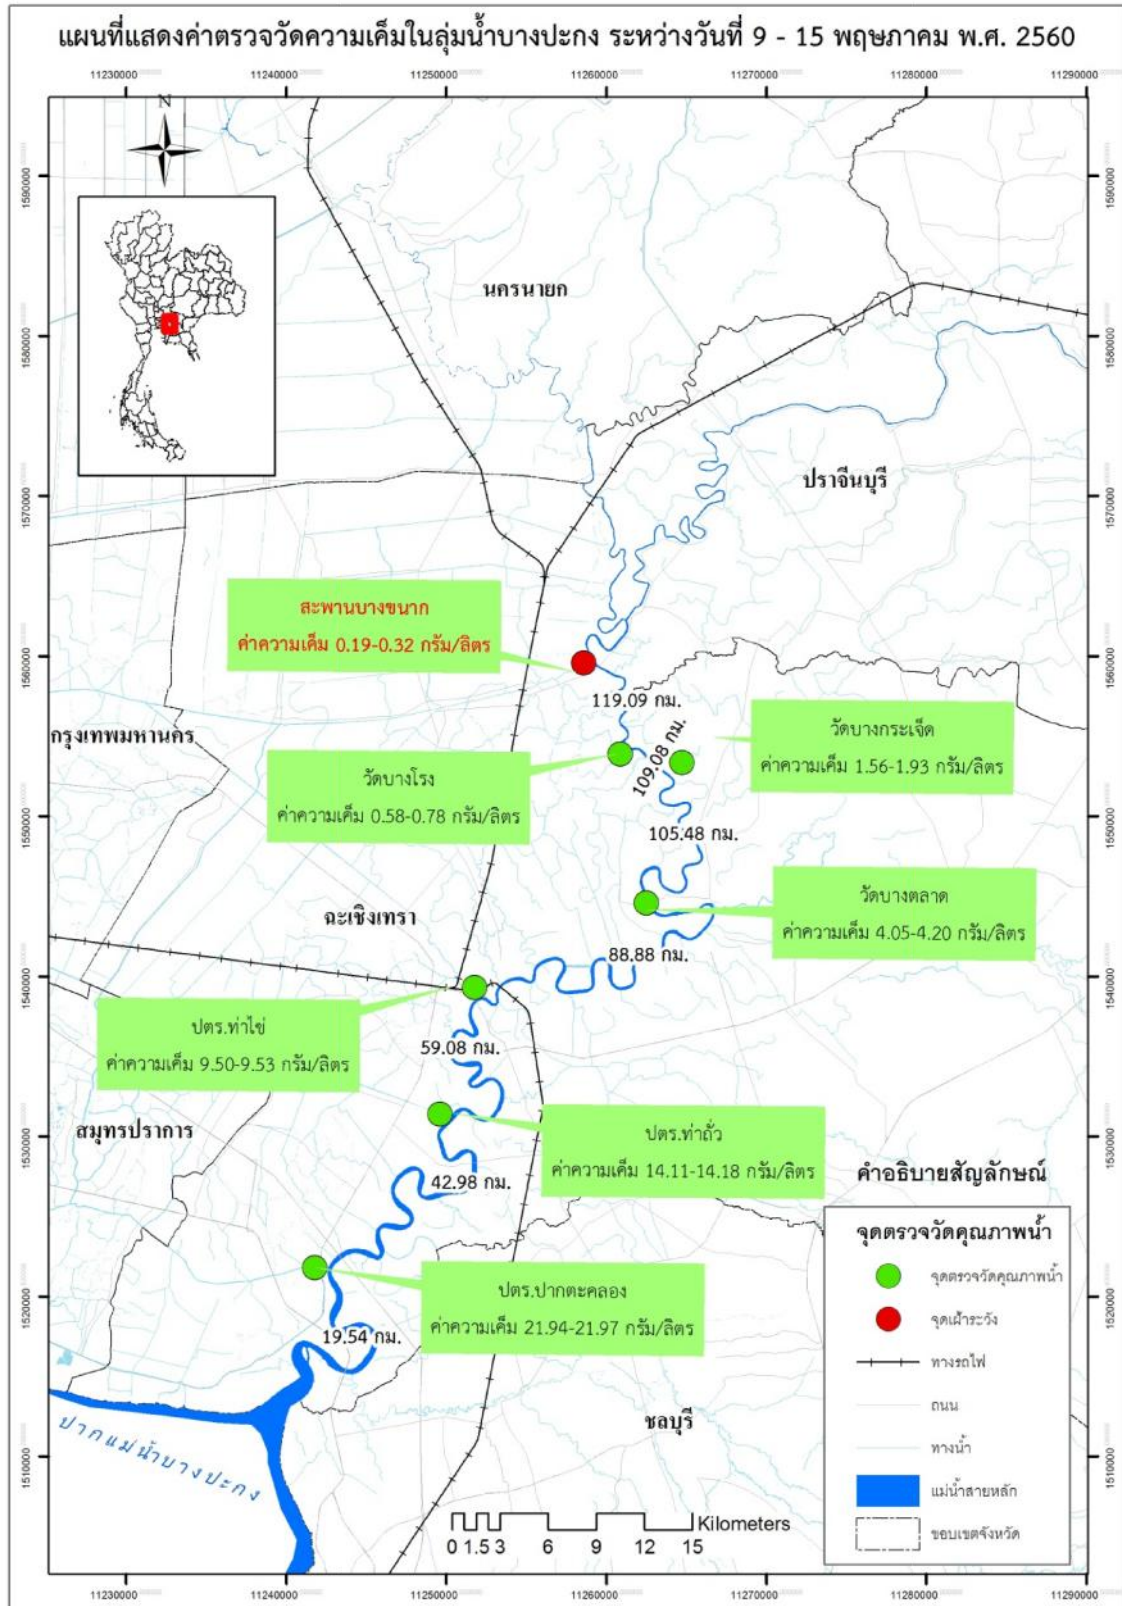 แผนที่แสดงค่าตรวจวัดความเค็มในลุ่มน้ำบางปะกง ระหว่างวันที่ 9 - 15 พฤษภาคม พ.ศ. 2560
11230000 11240000 11250000 11260000 11270000 11280000 11290000
N
1590000
1590000
นครนายก
1580000
1580000
ปราจีนบุรี
1570000
1570000
สะพานบางขนาก
ค่าความเค็ม 0.19-0.32 กรัม/ลิตร
1560000
1560000
119.09 กม.
109.08 กม.
วัดบางกระเจ็ด
ค่าความเค็ม 1.56-1.93 กรัม/ลิตร
กรุงเทพมหานคร
วัดบางโรง
ค่าความเค็ม 0.58-0.78 กรัม/ลิตร
1550000
1550000
105.48 กม.
วัดบางตลาด
ค่าความเค็ม 4.05-4.20 กรัม/ลิตร
ฉะเชิงเทรา
88.88 กม.
1540000
1540000
ปตร.ท่าไข่
ค่าความเค็ม 9.50-9.53 กรัม/ลิตร
59.08 กม.
สมุทรปราการ
1530000
1530000
ปตร.ท่าถั่ว
ค่าความเค็ม 14.11-14.18 กรัม/ลิตร
42.98 กม.
ปตร.ปากตะคลอง
ค่าความเค็ม 21.94-21.97 กรัม/ลิตร
1520000
1520000
19.54 กม.
ชลบุรี
ปากแม่น้ำบางปะกง
1510000
1510000
คำอธิบายสัญลักษณ์
จุดตรวจวัดคุณภาพน้ำ
จุดตรวจวัดคุณภาพน้ำ
จุดเฝ้าระวัง
ทางรถไฟ
ถนน
ทางน้ำ
แม่น้ำสายหลัก
ขอบเขตจังหวัด
Kilometers
0 1.5 3 6 9 12 15
11230000 11240000 11250000 11260000 11270000 11280000 11290000